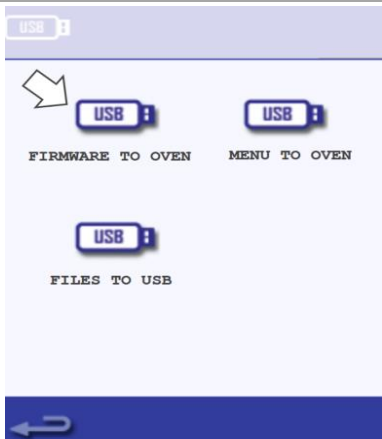 USB
USB USB
FIRMWARE TO OVEN MENU TO OVEN
USB
FILES TO USB